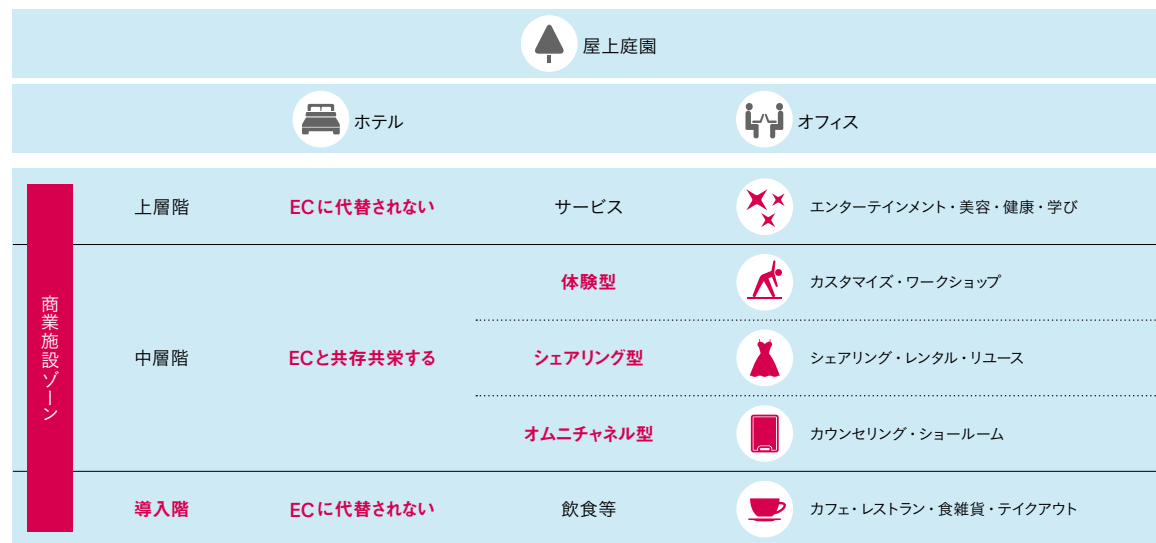 屋上庭園
ホテル
オフィス
商業施設ゾーン
上層階
ECに代替されない
サービス
エンターテインメント・美容・健康・学び
中層階
ECと共存共栄する
体験型
カスタマイズ・ワークショップ
シェアリング型
シェアリング・レンタル・リユース
オムニチャネル型
カウンセリング・ショールーム
導入階
ECに代替されない
飲食等
カフェ・レストラン・食雑貨・テイクアウト